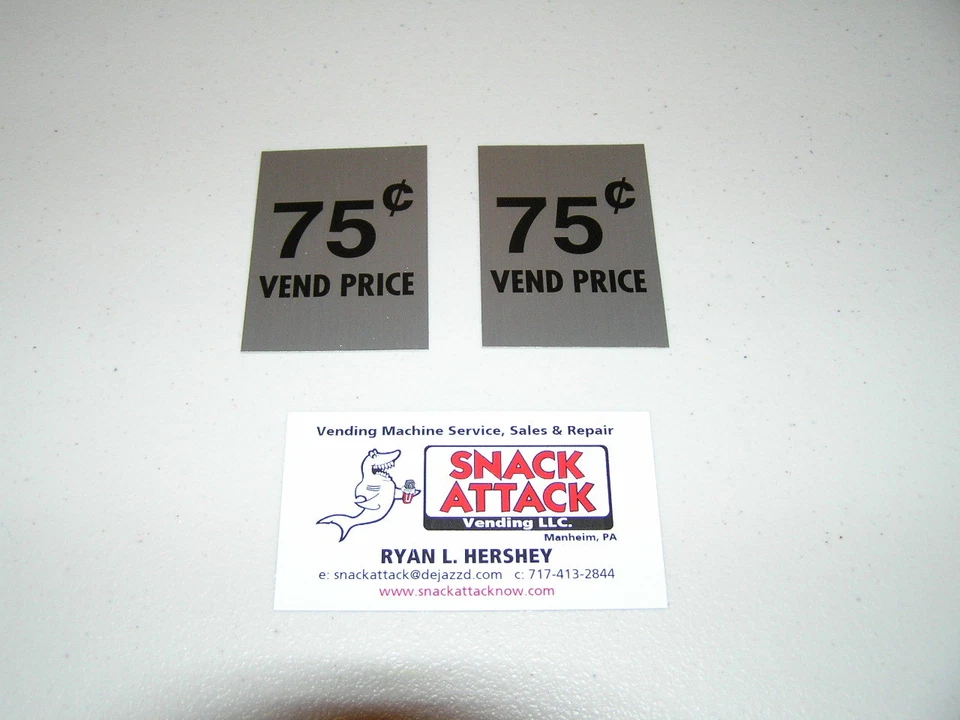 75¢
VEND PRICE
75¢
VEND PRICE
Vending Machine Service, Sales & Repair
SNACK
ATTACK
Vending LLC.
Manheim, PA
RYAN L. HERSHEY
e: snackattack@dejazzd.com c: 717-413-2844
www.snackattacknow.com